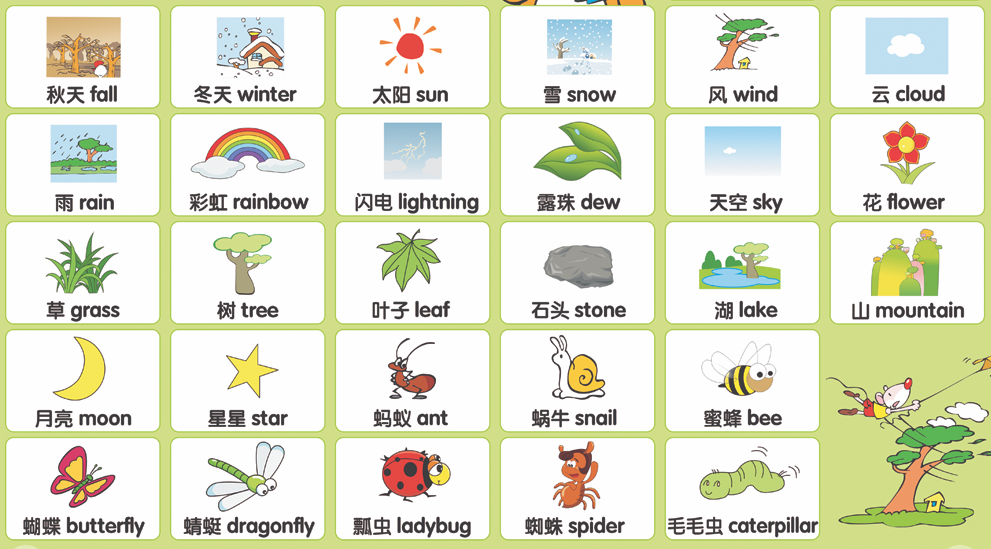 秋天 fall
冬天 winter
太阳 sun
雪 snow
风 wind
云 cloud
雨 rain
彩虹 rainbow
闪电 lightning
露珠 dew
天空 sky
花 flower
草 grass
树 tree
叶子 leaf
石头 stone
湖 lake
山 mountain
月亮 moon
星星 star
蚂蚁 ant
蜗牛 snail
蜜蜂 bee
蝴蝶 butterfly
蜻蜓 dragonfly
瓢虫 ladybug
蜘蛛 spider
毛毛虫 caterpillar